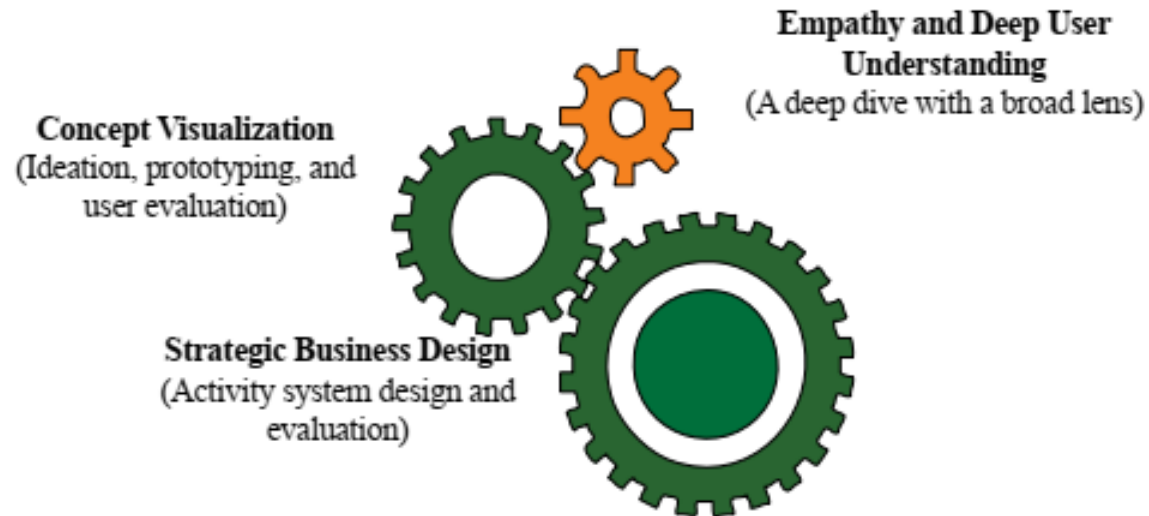 Empathy and Deep User
Understanding
(A deep dive with a broad lens)
Concept Visualization
(Ideation, prototyping, and
user evaluation)
Strategic Business Design
(Activity system design and
evaluation)